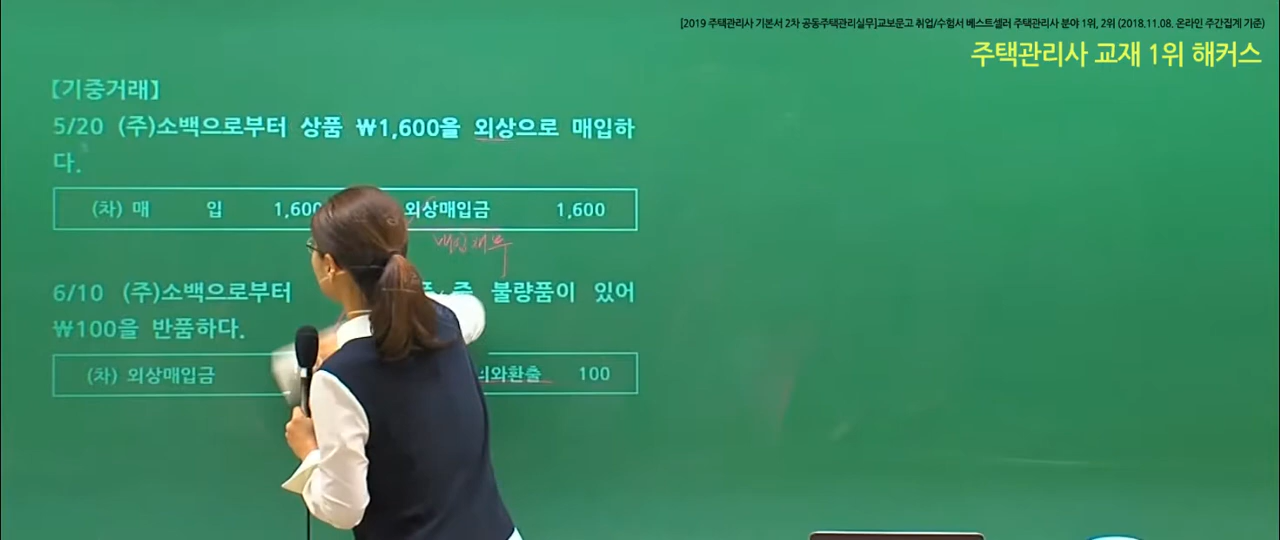 [2019 주택관리사 기본서 2차 공동주택관리실무]교보문고 취업/수험서 베스트셀러 주택관리사 분야 1위, 2위 (2018.11.08. 온라인 주간집계 기준)
주택관리사 교재 1위 해커스
【기중거래】
5/20 (주)소백으로부터 상품 ₩1,600을 외상으로 매입하
다.
(차) 매 입 1,600 외상매입금 1,600
매입채무
6/10 (주)소백으로부터 중 불량품이 있어
₩100을 반품하다.
(차) 외상매입금 100